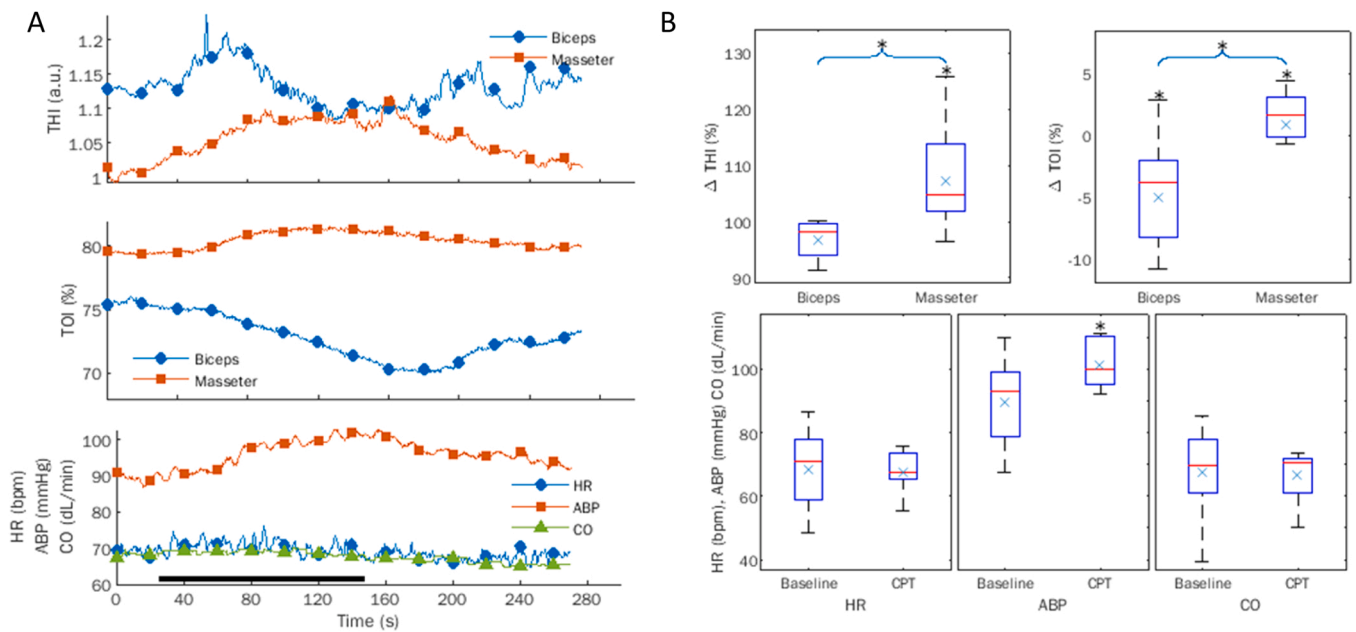 A
B
1.2
1.15
1.1
1.05
1
THI (a.u.)
Biceps
Masseter
80
75
70
TOI (%)
Biceps
Masseter
100
90
80
70
60
HR (bpm)
ABP (mmHg)
CO (dL/min)
HR
ABP
CO
0 40 80 120 160 200 240 280
Time (s)
130
120
110
100
90
Δ THI (%)
*
*
Biceps Masseter
5
0
-5
-10
Δ TOI (%)
*
*
*
Biceps Masseter
100
80
60
40
HR (bpm), ABP (mmHg) CO (dL/min)
*
Baseline CPT Baseline CPT Baseline CPT
HR ABP CO